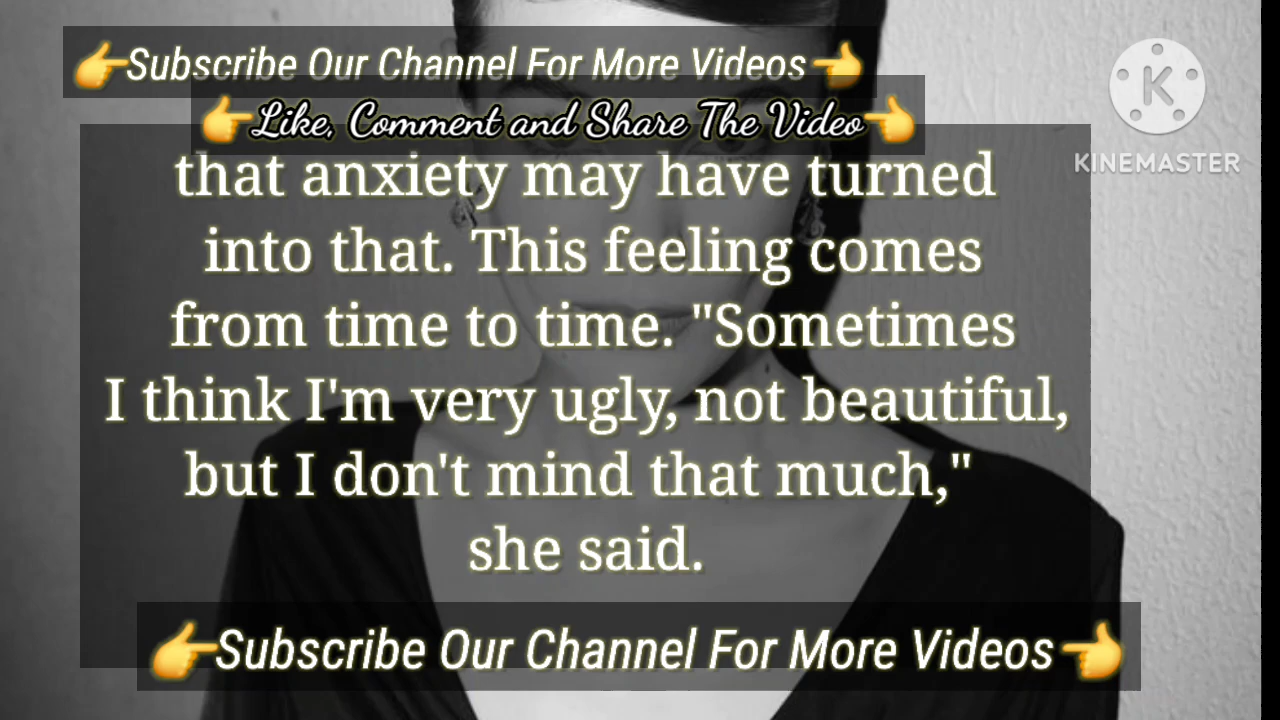 👉Subscribe Our Channel For More Videos👈
👉Like, Comment and Share The Video👈
that anxiety may have turned
into that. This feeling comes
from time to time. "Sometimes
I think I'm very ugly, not beautiful,
but I don't mind that much,"
she said.
👉Subscribe Our Channel For More Videos👈
K
KINEMASTER